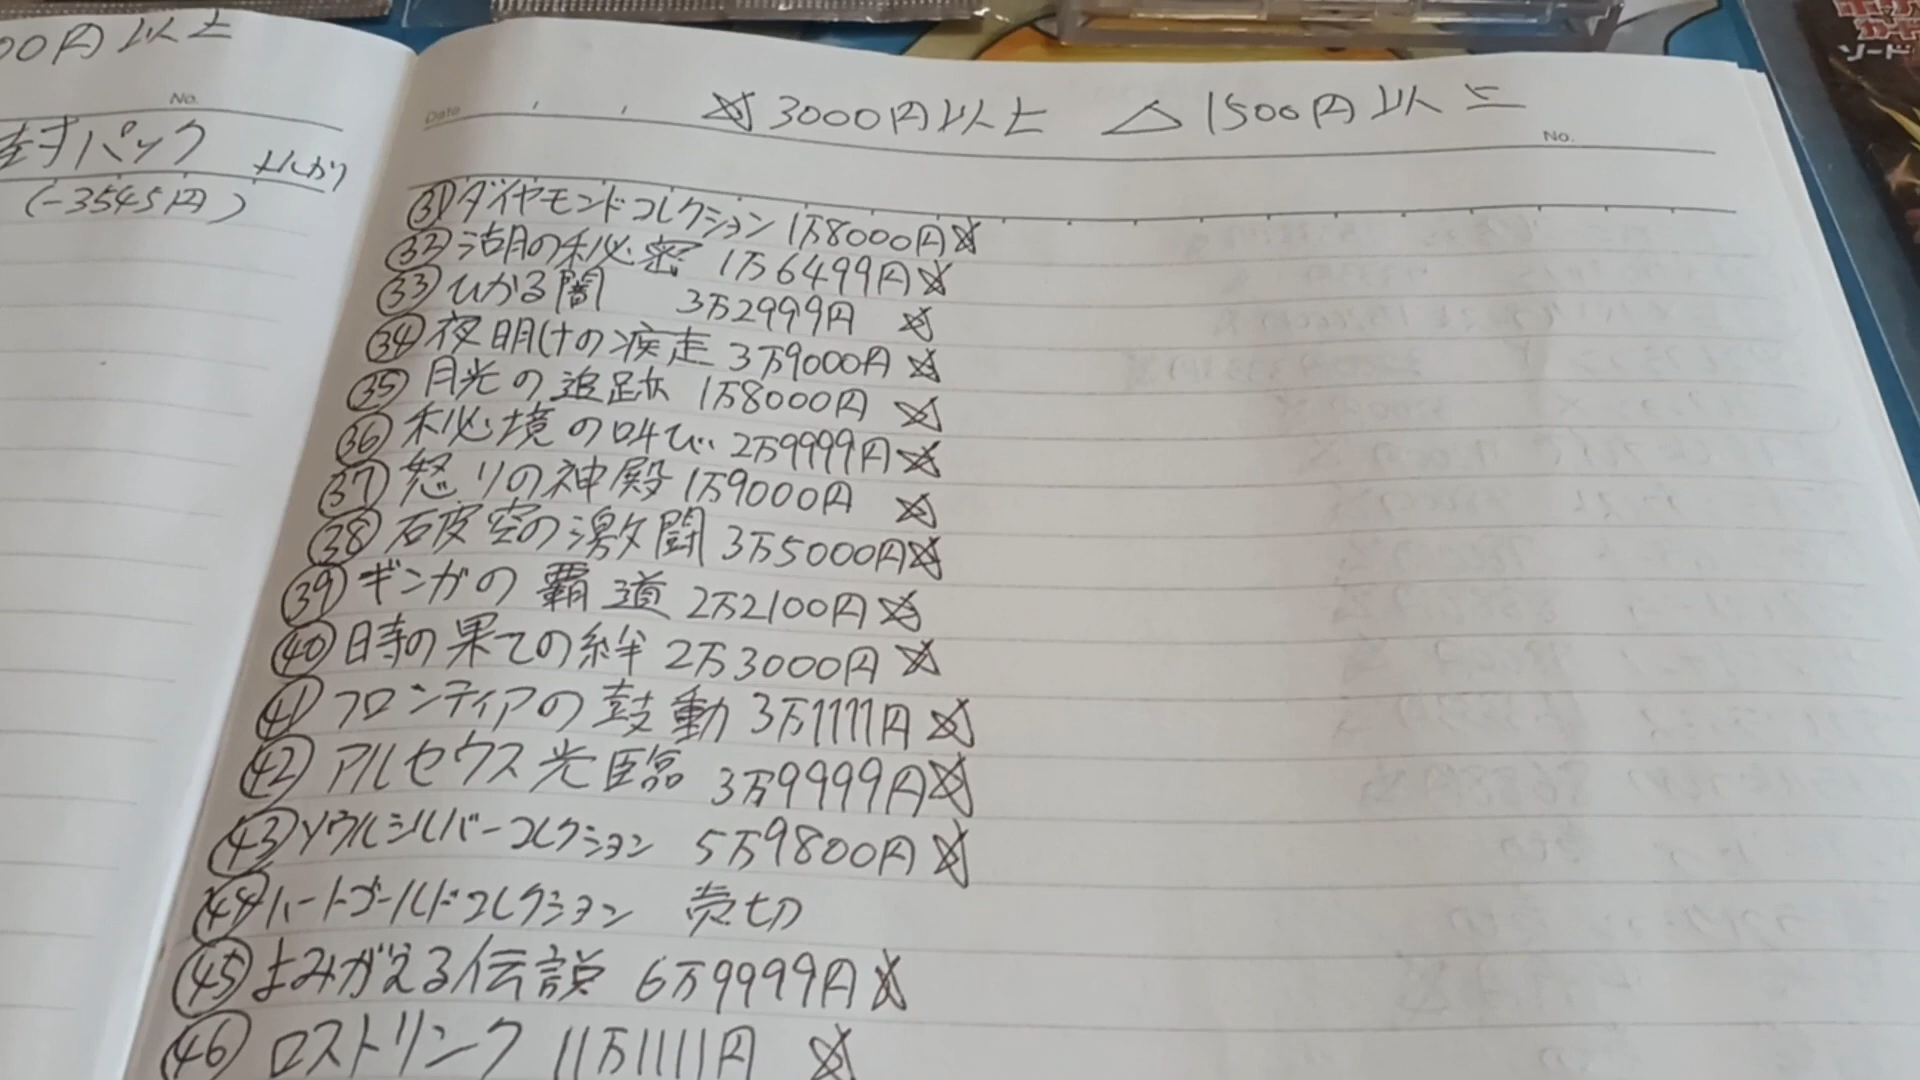 00円以上
No.
封パック
(-3545円)
Date
☆3000円以上 △1500円以上
No.
㉛ダイヤモンドコレクション 1万8000円☆
㉜湖の秘密 1万6499円☆
㉝ひかる闇 3万2999円 ☆
㉞夜明けの疾走 3万9000円☆
㉟月光の追跡 1万8000円 ☆
㊱秘境の叫び 2万9999円☆
㊲怒りの神殿 1万9000円 ☆
㊳破空の激闘 3万5000円☆
㊴ギンガの覇道 2万2100円☆
㊵時の果ての絆 2万3000円 ☆
㊶フロンティアの鼓動 3万1111円☆
㊷アルセウス光臨 3万9999円☆
㊸ソウルシルバーコレクション 5万9800円☆
㊹ハートゴールドコレクション 売切
㊺よみがえる伝説 6万9999円☆
㊻ロストリンク 11万1111円 ☆
ソード